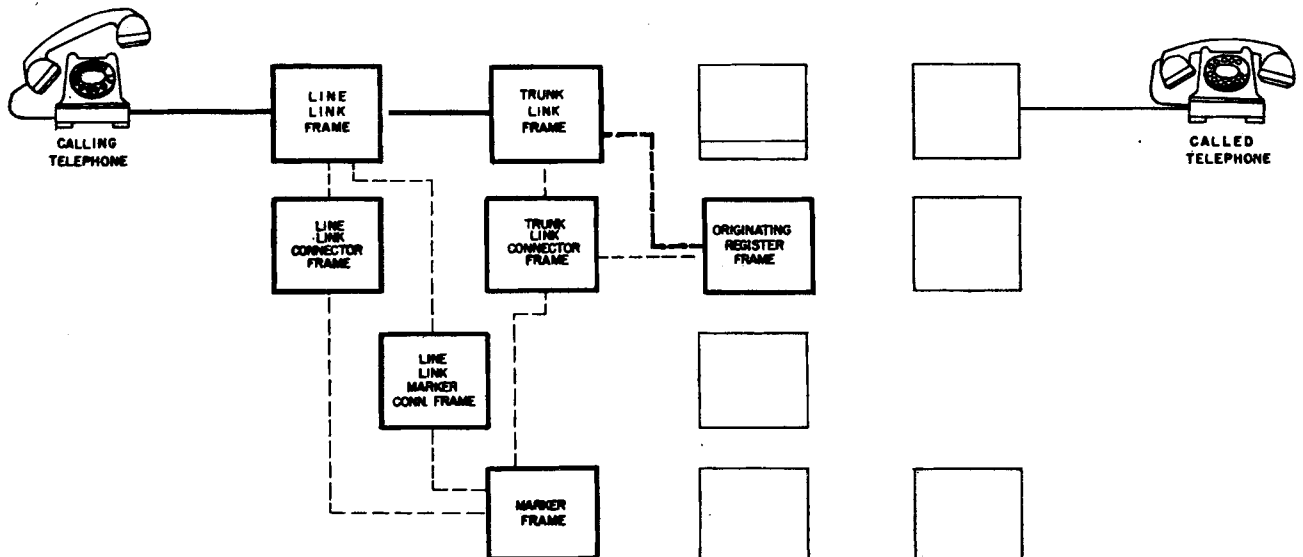 CALLING
TELEPHONE
LINE
LINK
FRAME
TRUNK
LINK
FRAME
CALLED
TELEPHONE
LINE
LINK
CONNECTOR
FRAME
TRUNK
LINK
CONNECTOR
FRAME
ORIGINATING
REGISTER
FRAME
LINE
LINK
MARKER
CONN. FRAME
MARKER
FRAME